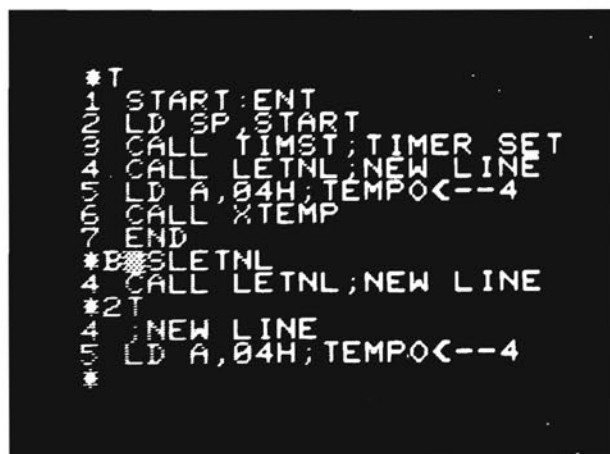 *T
1 START:ENT
2 LD SP,START
3 CALL TIMST;TIMER SET
4 CALL LETNL;NEW LINE
5 LD A,04H;TEMPO<--4
6 CALL XTEMP
7 END
*B▒SLETNL
4 CALL LETNL;NEW LINE
*2T
4 ;NEW LINE
5 LD A,04H;TEMPO<--4
*